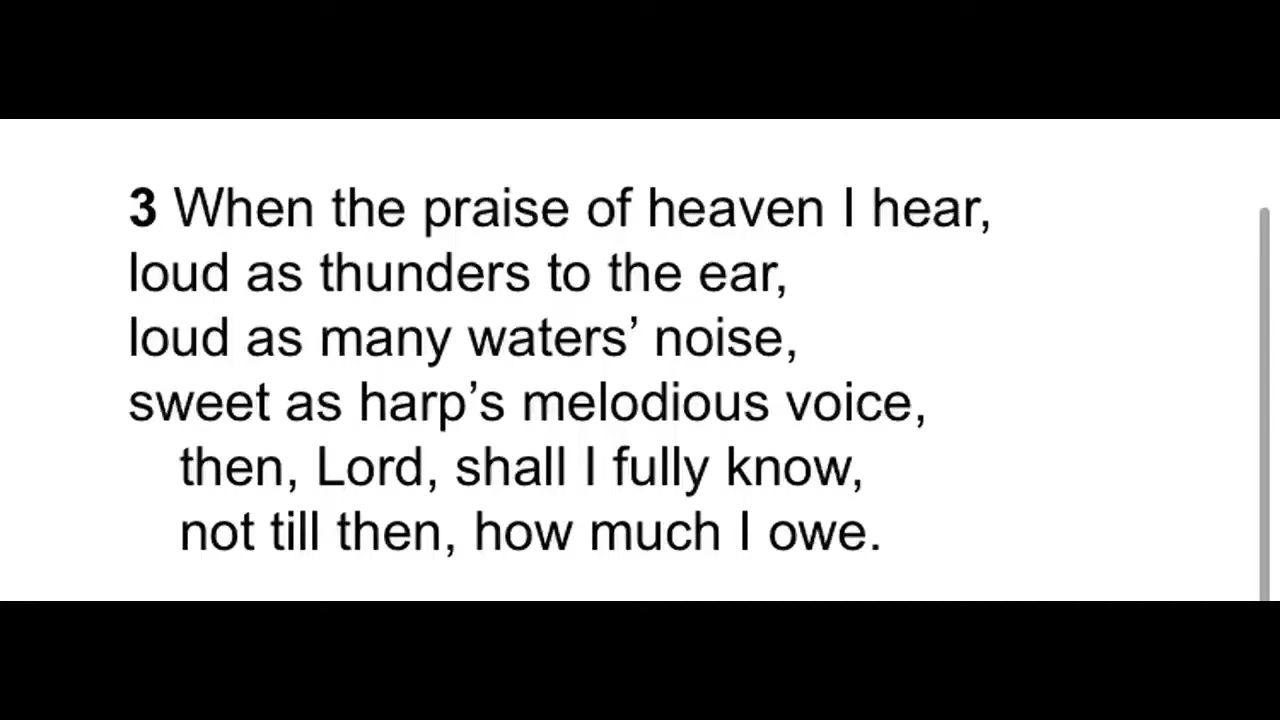 3 When the praise of heaven I hear,
loud as thunders to the ear,
loud as many waters’ noise,
sweet as harp’s melodious voice,
then, Lord, shall I fully know,
not till then, how much I owe.